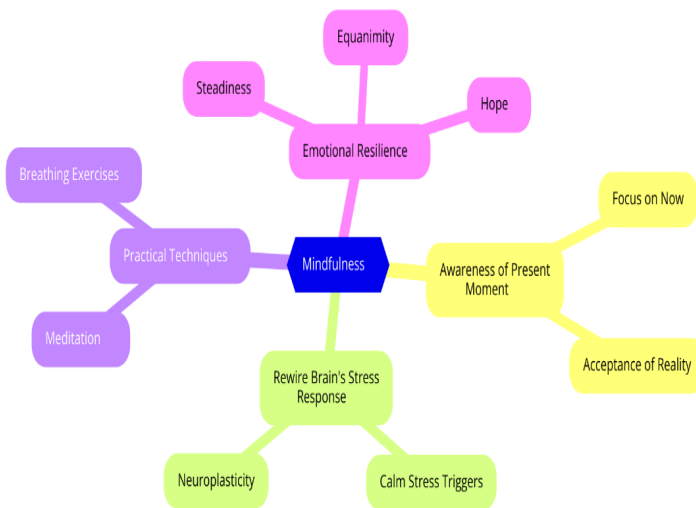 Equanimity
Steadiness
Hope
Emotional Resilience
Breathing Exercises
Focus on Now
Practical Techniques
Mindfulness
Awareness of Present
Moment
Meditation
Acceptance of Reality
Rewire Brain's Stress
Response
Neuroplasticity
Calm Stress Triggers